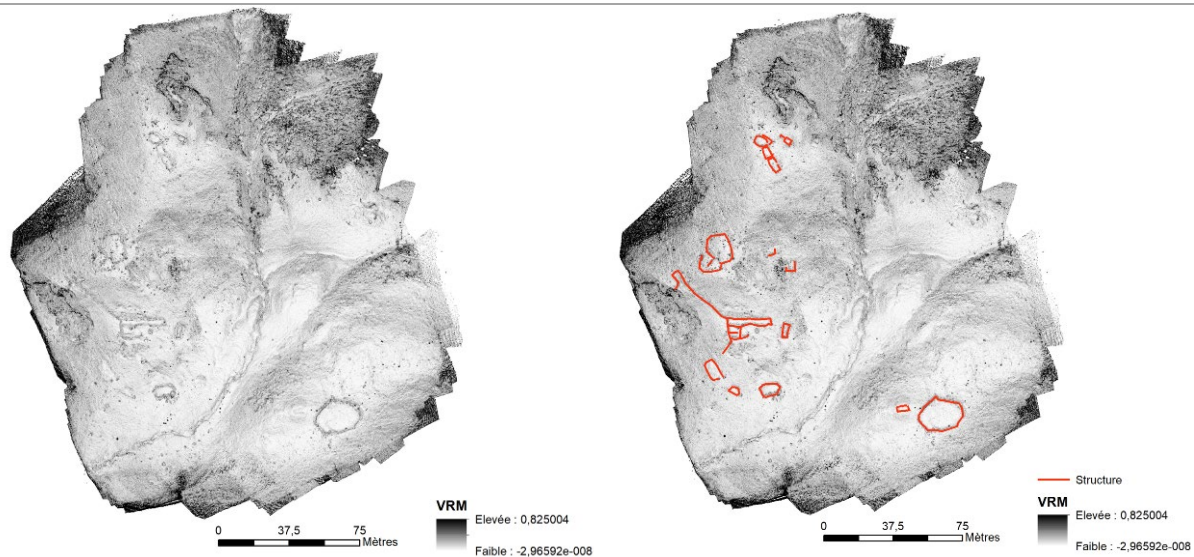 VRM
Elevée : 0,825004
Faible : -2,96592e-008
0 37,5 75
Mètres
Structure
VRM
Elevée : 0,825004
Faible : -2,96592e-008
0 37,5 75
Mètres